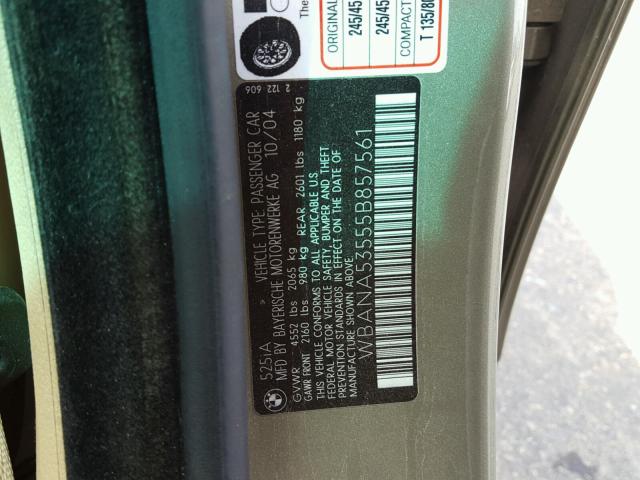 ORIGINAL
245/45
245/45
COMPACT
T 135/80
The
2 122 606
525iA > VEHICLE TYPE: PASSENGER CAR
MFD BY BAYERISCHE MOTORENWERKE AG 10/04
GVWR 4552 lbs 2065 kg
GAWR FRONT 2160 lbs 980 kg REAR 2601 lbs 1180 kg
THIS VEHICLE CONFORMS TO ALL APPLICABLE U.S.
FEDERAL MOTOR VEHICLE SAFETY, BUMPER AND THEFT
PREVENTION STANDARDS IN EFFECT ON THE DATE OF
MANUFACTURE SHOWN ABOVE.
WBANA53555B857561